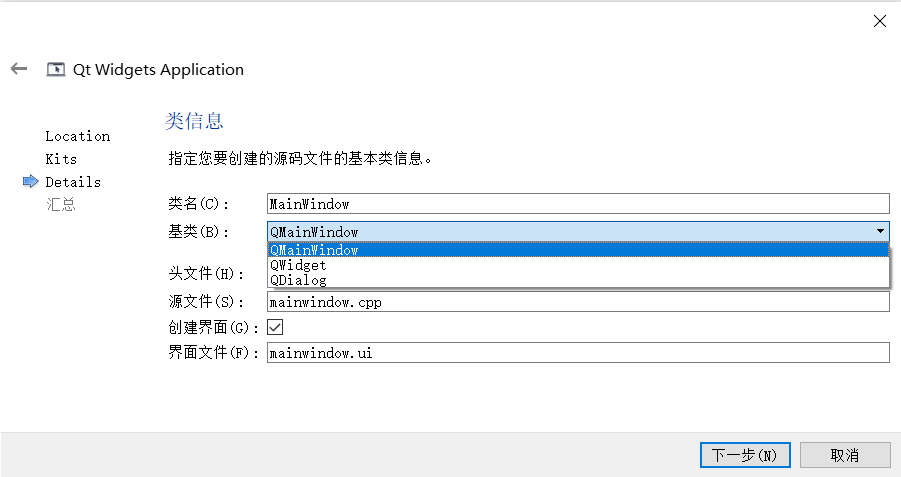 Qt Widgets Application
Location
Kits
Details
汇总
类信息
指定您要创建的源码文件的基本类信息。
类名(C): MainWindow
基类(B): QMainWindow
QMainWindow
QWidget
QDialog
头文件(H):
源文件(S): mainwindow.cpp
创建界面(G):
界面文件(F): mainwindow.ui
下一步(N) 取消